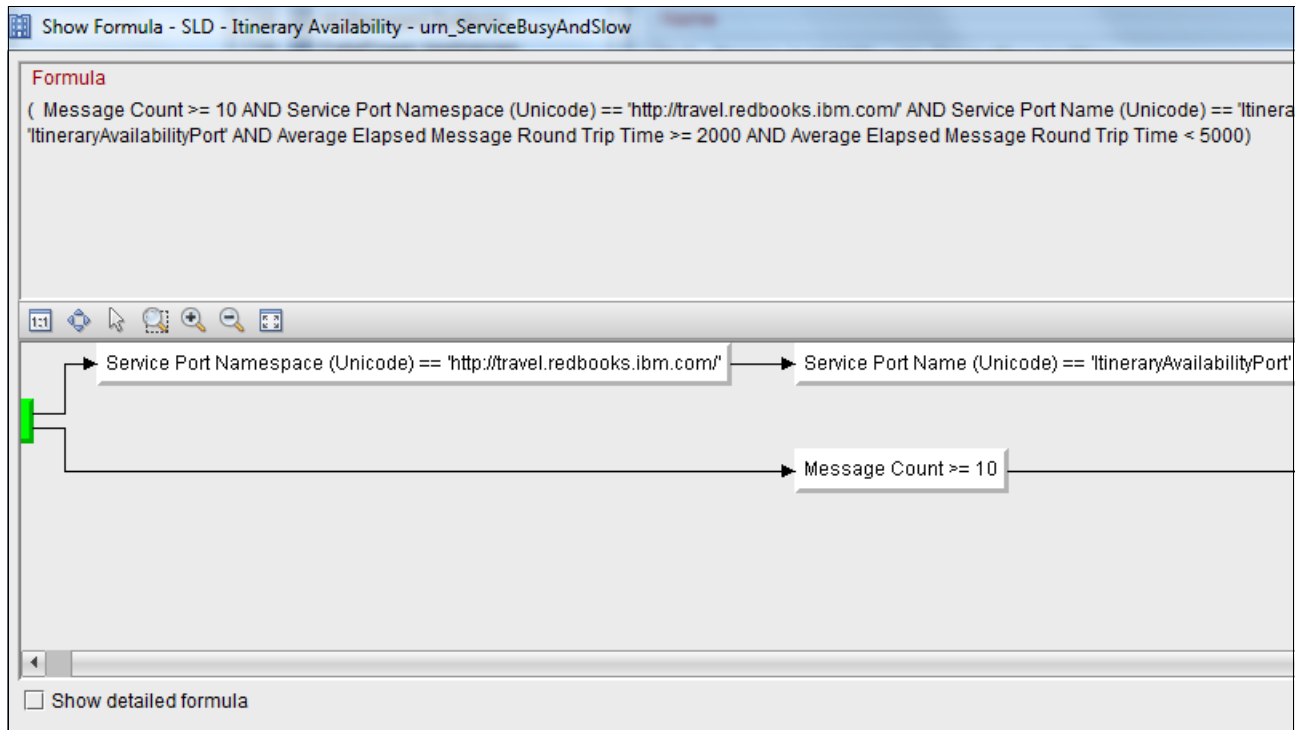 Show Formula - SLD - Itinerary Availability - urn_ServiceBusyAndSlow
Formula
( Message Count >= 10 AND Service Port Namespace (Unicode) == 'http://travel.redbooks.ibm.com/' AND Service Port Name (Unicode) == 'Itinera
'ItineraryAvailabilityPort' AND Average Elapsed Message Round Trip Time >= 2000 AND Average Elapsed Message Round Trip Time < 5000)
1:1
Service Port Namespace (Unicode) == 'http://travel.redbooks.ibm.com/'
Service Port Name (Unicode) == 'ItineraryAvailabilityPort'
Message Count >= 10
Show detailed formula